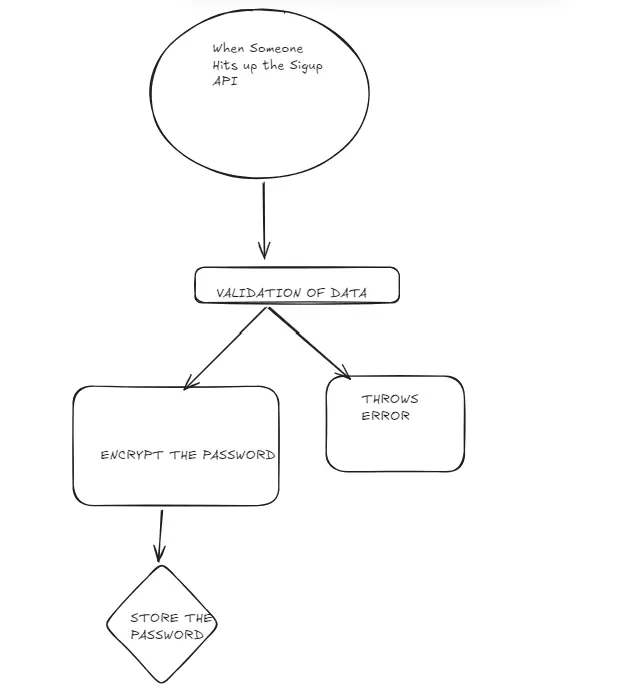 When Someone
Hits up the Sigup
API
VALIDATION OF DATA
THROWS
ERROR
ENCRYPT THE PASSWORD
STORE THE
PASSWORD